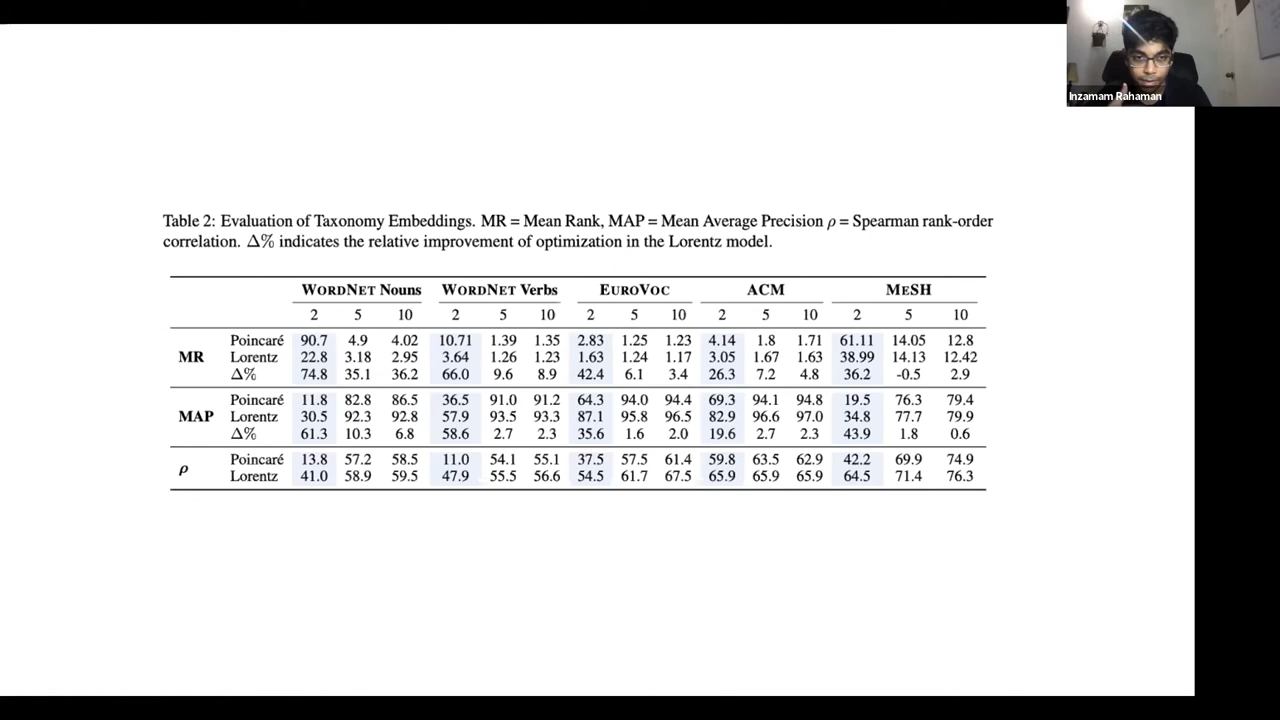 Inzamam Rahaman
Table 2: Evaluation of Taxonomy Embeddings. MR = Mean Rank, MAP = Mean Average Precision ρ = Spearman rank-order
correlation. Δ% indicates the relative improvement of optimization in the Lorentz model.
WORDNET Nouns WORDNET Verbs EUROVOC ACM MESH
2 5 10 2 5 10 2 5 10 2 5 10 2 5 10
Poincaré 90.7 4.9 4.02 10.71 1.39 1.35 2.83 1.25 1.23 4.14 1.8 1.71 61.11 14.05 12.8
MR Lorentz 22.8 3.18 2.95 3.64 1.26 1.23 1.63 1.24 1.17 3.05 1.67 1.63 38.99 14.13 12.42
Δ% 74.8 35.1 36.2 66.0 9.6 8.9 42.4 6.1 3.4 26.3 7.2 4.8 36.2 -0.5 2.9
Poincaré 11.8 82.8 86.5 36.5 91.0 91.2 64.3 94.0 94.4 69.3 94.1 94.8 19.5 76.3 79.4
MAP Lorentz 30.5 92.3 92.8 57.9 93.5 93.3 87.1 95.8 96.5 82.9 96.6 97.0 34.8 77.7 79.9
Δ% 61.3 10.3 6.8 58.6 2.7 2.3 35.6 1.6 2.0 19.6 2.7 2.3 43.9 1.8 0.6
Poincaré 13.8 57.2 58.5 11.0 54.1 55.1 37.5 57.5 61.4 59.8 63.5 62.9 42.2 69.9 74.9
ρ Lorentz 41.0 58.9 59.5 47.9 55.5 56.6 54.5 61.7 67.5 65.9 65.9 65.9 64.5 71.4 76.3